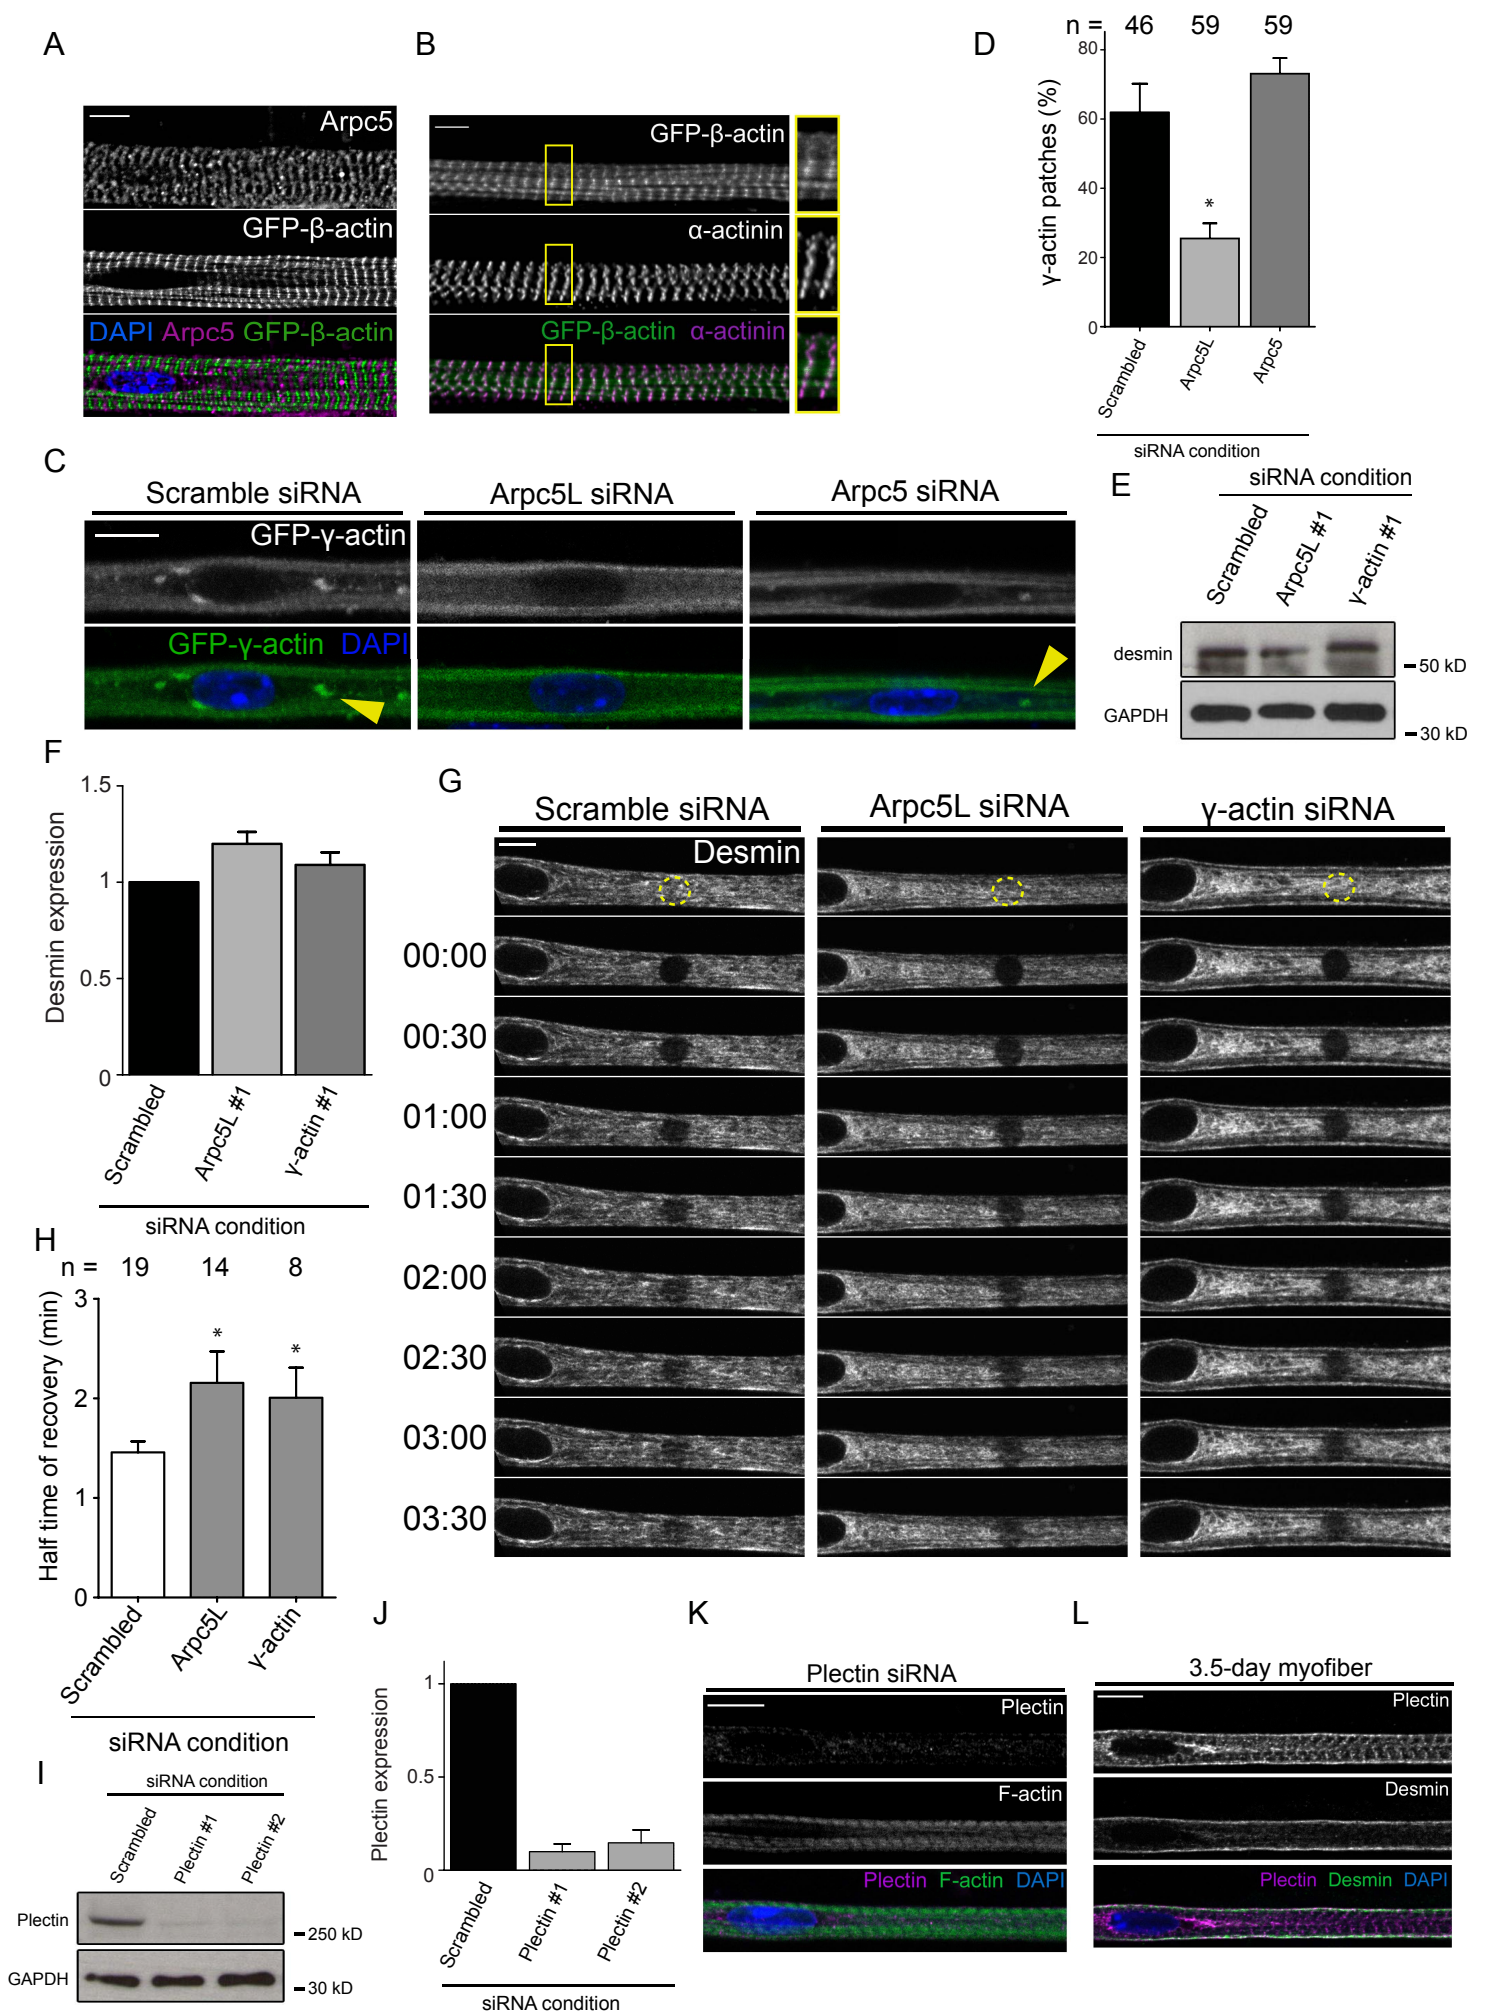 A
Arpc5
GFP-β-actin
DAPI Arpc5 GFP-β-actin
B
GFP-β-actin
α-actinin
GFP-β-actin α-actinin
D
n = 46 59 59
γ-actin patches (%)
80
60
40
20
0
*
Scrambled
Arpc5L
Arpc5
siRNA condition
C
Scramble siRNA
Arpc5L siRNA
Arpc5 siRNA
GFP-γ-actin
GFP-γ-actin DAPI
E
siRNA condition
Scrambled
Arpc5L #1
γ-actin #1
desmin
50 kD
GAPDH
30 kD
F
Desmin expression
1.5
1
0.5
0
Scrambled
Arpc5L #1
γ-actin #1
siRNA condition
G
Scramble siRNA
Arpc5L siRNA
γ-actin siRNA
Desmin
00:00
00:30
01:00
01:30
02:00
02:30
03:00
03:30
H
n = 19 14 8
Half time of recovery (min)
3
2
1
0
*
*
Scrambled
Arpc5L
γ-actin
siRNA condition
I
siRNA condition
Scrambled
Plectin #1
Plectin #2
Plectin
250 kD
GAPDH
30 kD
J
Plectin expression
1
0.5
0
Scrambled
Plectin #1
Plectin #2
siRNA condition
K
Plectin siRNA
Plectin
F-actin
Plectin F-actin DAPI
L
3.5-day myofiber
Plectin
Desmin
Plectin Desmin DAPI